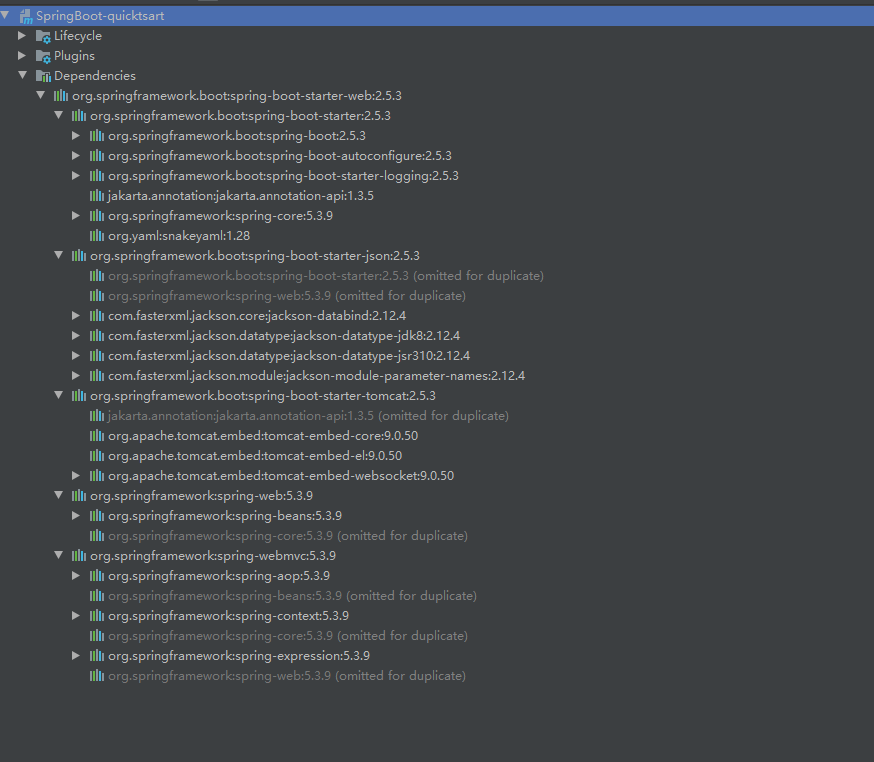 SpringBoot-quicktsart
Lifecycle
Plugins
Dependencies
org.springframework.boot:spring-boot-starter-web:2.5.3
org.springframework.boot:spring-boot-starter:2.5.3
org.springframework.boot:spring-boot:2.5.3
org.springframework.boot:spring-boot-autoconfigure:2.5.3
org.springframework.boot:spring-boot-starter-logging:2.5.3
jakarta.annotation:jakarta.annotation-api:1.3.5
org.springframework:spring-core:5.3.9
org.yaml:snakeyaml:1.28
org.springframework.boot:spring-boot-starter-json:2.5.3
org.springframework.boot:spring-boot-starter:2.5.3 (omitted for duplicate)
org.springframework:spring-web:5.3.9 (omitted for duplicate)
com.fasterxml.jackson.core:jackson-databind:2.12.4
com.fasterxml.jackson.datatype:jackson-datatype-jdk8:2.12.4
com.fasterxml.jackson.datatype:jackson-datatype-jsr310:2.12.4
com.fasterxml.jackson.module:jackson-module-parameter-names:2.12.4
org.springframework.boot:spring-boot-starter-tomcat:2.5.3
jakarta.annotation:jakarta.annotation-api:1.3.5 (omitted for duplicate)
org.apache.tomcat.embed:tomcat-embed-core:9.0.50
org.apache.tomcat.embed:tomcat-embed-el:9.0.50
org.apache.tomcat.embed:tomcat-embed-websocket:9.0.50
org.springframework:spring-web:5.3.9
org.springframework:spring-beans:5.3.9
org.springframework:spring-core:5.3.9 (omitted for duplicate)
org.springframework:spring-webmvc:5.3.9
org.springframework:spring-aop:5.3.9
org.springframework:spring-beans:5.3.9 (omitted for duplicate)
org.springframework:spring-context:5.3.9
org.springframework:spring-core:5.3.9 (omitted for duplicate)
org.springframework:spring-expression:5.3.9
org.springframework:spring-web:5.3.9 (omitted for duplicate)